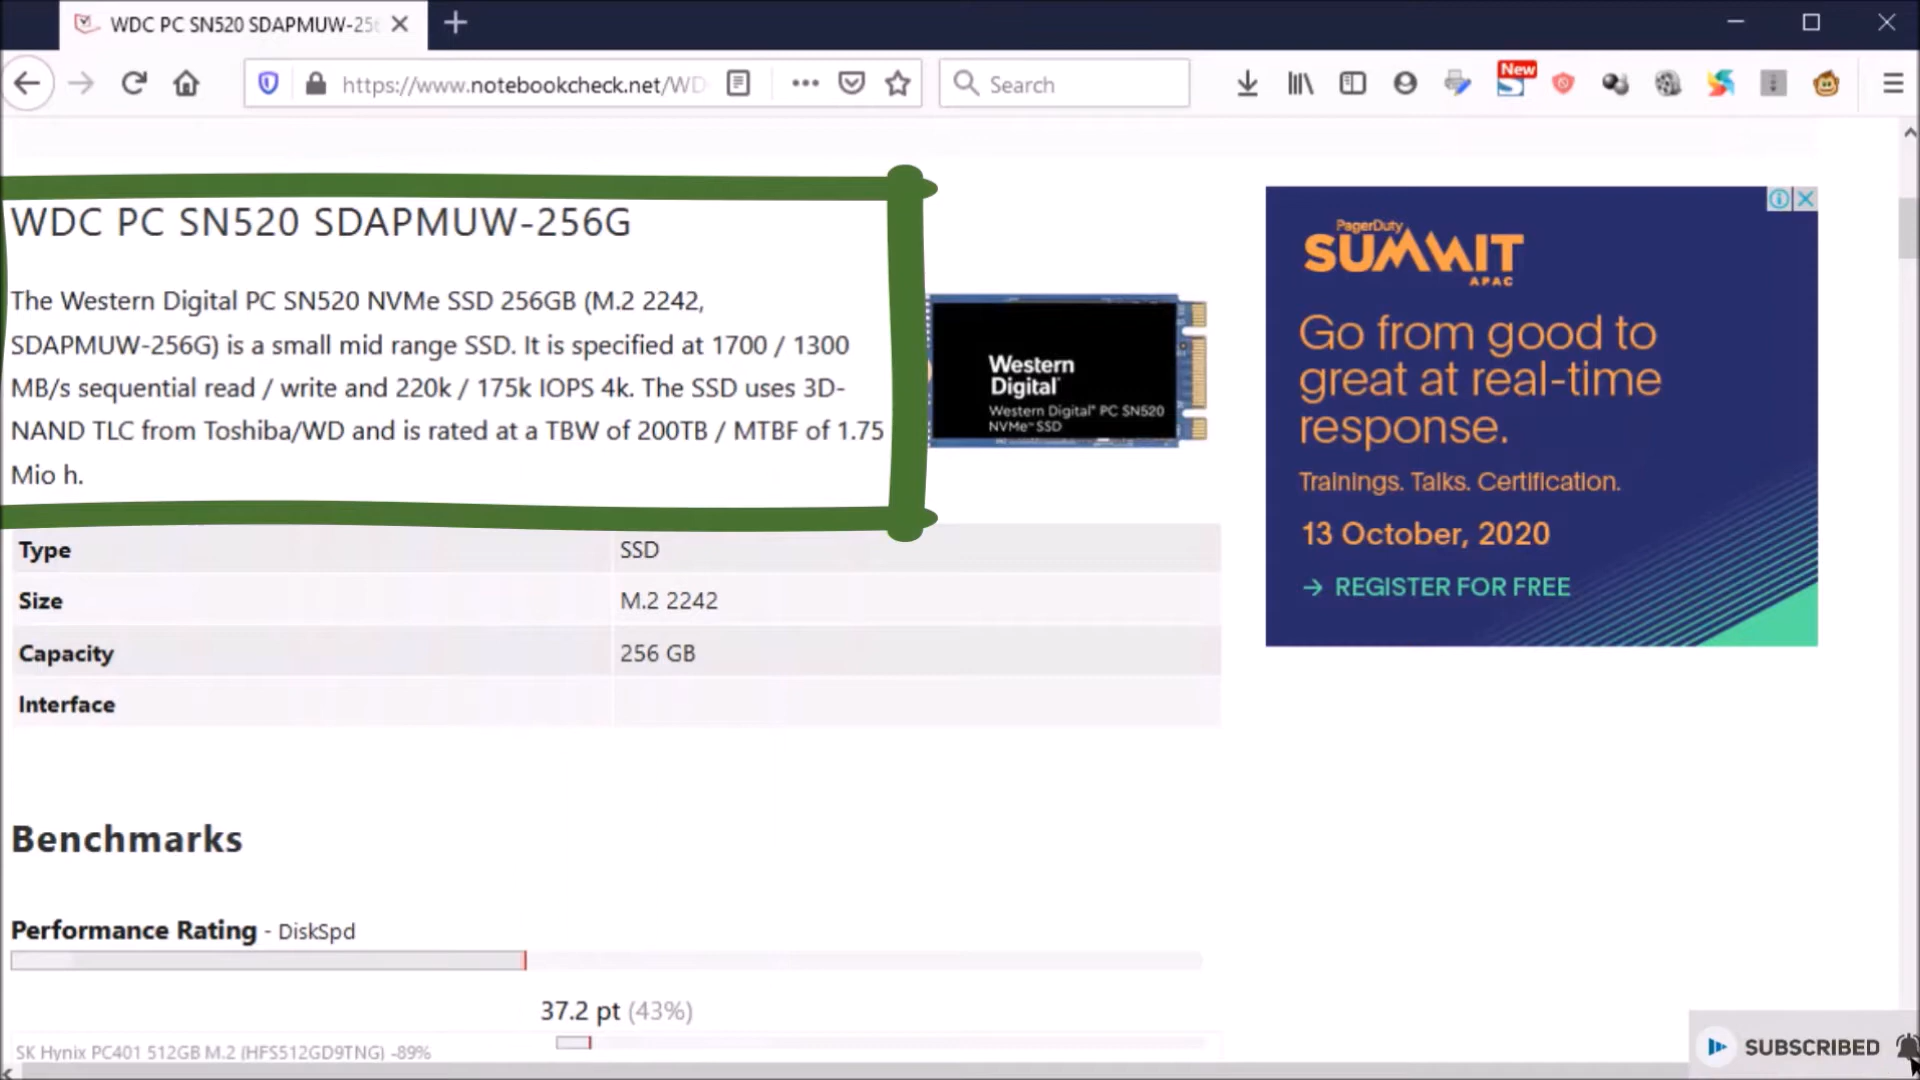 WDC PC SN520 SDAPMUW-256
https://www.notebookcheck.net/WD
Search
New
WDC PC SN520 SDAPMUW-256G
The Western Digital PC SN520 NVMe SSD 256GB (M.2 2242,
SDAPMUW-256G) is a small mid range SSD. It is specified at 1700 / 1300
MB/s sequential read / write and 220k / 175k IOPS 4k. The SSD uses 3D-
NAND TLC from Toshiba/WD and is rated at a TBW of 200TB / MTBF of 1.75
Mio h.
Western
Digital
Western Digital® PC SN520
NVMe™ SSD
PagerDuty
SUMMIT
APAC
Go from good to
great at real-time
response.
Trainings. Talks. Certification.
13 October, 2020
→ REGISTER FOR FREE
Type SSD
Size M.2 2242
Capacity 256 GB
Interface
Benchmarks
Performance Rating - DiskSpd
37.2 pt (43%)
SK Hynix PC401 512GB M.2 (HFS512GD9TNG) -89%
SUBSCRIBED